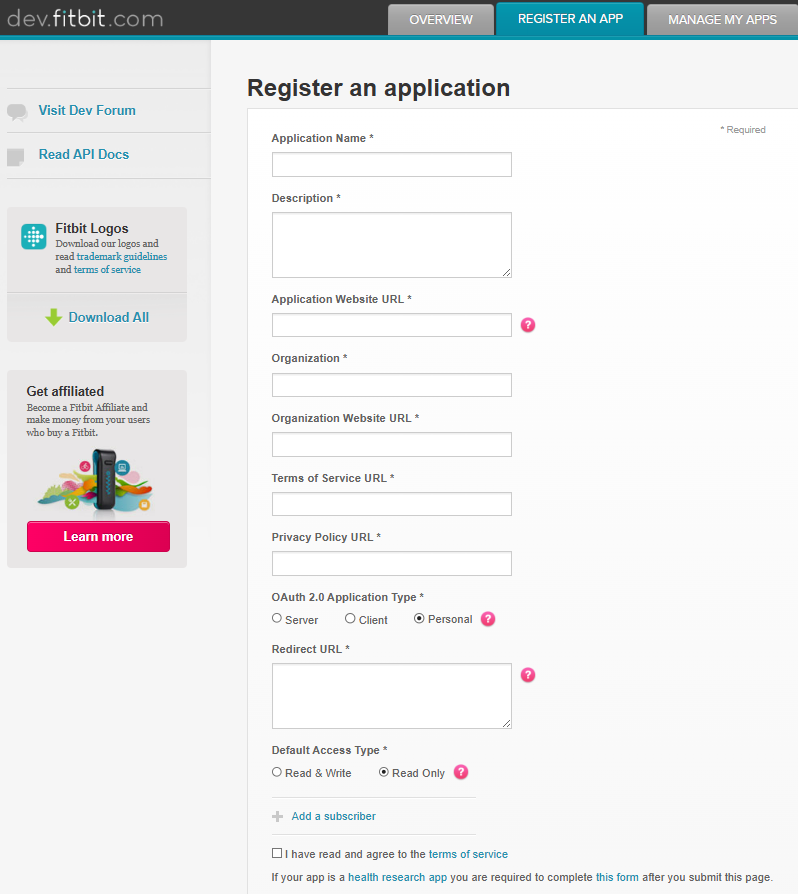 dev.fitbit.com
OVERVIEW
REGISTER AN APP
MANAGE MY APPS
Visit Dev Forum
Read API Docs
Fitbit Logos
Download our logos and
read trademark guidelines
and terms of service
Download All
Get affiliated
Become a Fitbit Affiliate and
make money from your users
who buy a Fitbit.
Learn more
Register an application
* Required
Application Name *
Description *
Application Website URL *
?
Organization *
Organization Website URL *
Terms of Service URL *
Privacy Policy URL *
OAuth 2.0 Application Type *
Server Client Personal ?
Redirect URL *
?
Default Access Type *
Read & Write Read Only ?
Add a subscriber
I have read and agree to the terms of service
If your app is a health research app you are required to complete this form after you submit this page.